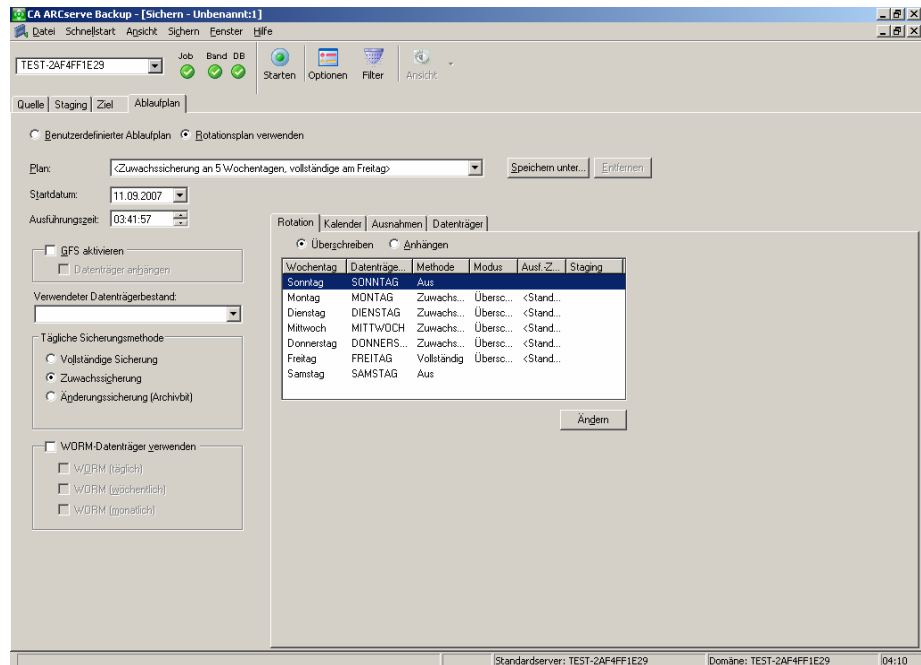 CA ARCserve Backup - [Sichern - Unbenannt:1]
Datei Schnellstart Ansicht Sichern Fenster Hilfe
TEST-2AF4FF1E29
Job Band DB
Starten Optionen Filter Ansicht
Quelle Staging Ziel Ablaufplan
Benutzerdefinierter Ablaufplan Rotationsplan verwenden
Plan: <Zuwachssicherung an 5 Wochentagen, vollständige am Freitag> Speichern unter... Entfernen
Startdatum: 11.09.2007
Ausführungszeit: 03:41:57
Rotation Kalender Ausnahmen Datenträger
Überschreiben Anhängen
GFS aktivieren
Datenträger anhängen
Verwendeter Datenträgerbestand:
Tägliche Sicherungsmethode
Vollständige Sicherung
Zuwachssicherung
Änderungssicherung (Archivbit)
WORM-Datenträger verwenden
WORM (täglich)
WORM (wöchentlich)
WORM (monatlich)
Wochentag Datenträge... Methode Modus Ausf.-Z... Staging
Sonntag SONNTAG Aus
Montag MONTAG Zuwachs... Übersc... <Stand...
Dienstag DIENSTAG Zuwachs... Übersc... <Stand...
Mittwoch MITTWOCH Zuwachs... Übersc... <Stand...
Donnerstag DONNERS... Zuwachs... Übersc... <Stand...
Freitag FREITAG Vollständig Übersc... <Stand...
Samstag SAMSTAG Aus
Ändern
Standardserver: TEST-2AF4FF1E29 Domäne: TEST-2AF4FF1E29 04:10